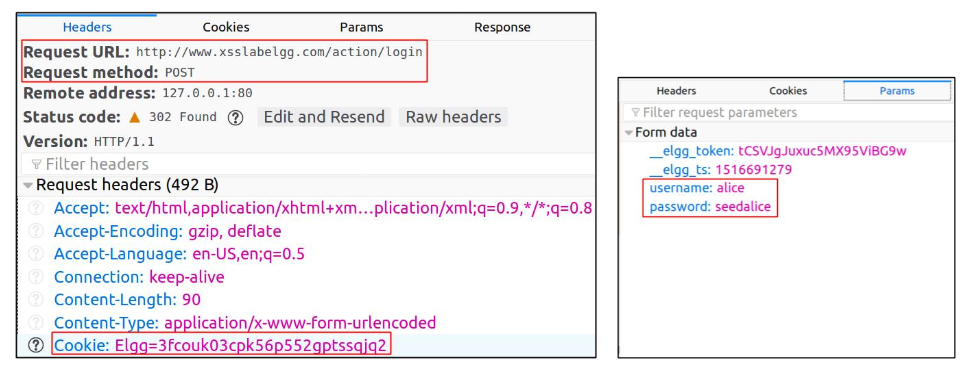 Headers Cookies Params Response
Request URL: http://www.xsslabelgg.com/action/login
Request method: POST
Remote address: 127.0.0.1:80
Status code: 302 Found Edit and Resend Raw headers
Version: HTTP/1.1
Filter headers
Request headers (492 B)
Accept: text/html,application/xhtml+xm…plication/xml;q=0.9,*/*;q=0.8
Accept-Encoding: gzip, deflate
Accept-Language: en-US,en;q=0.5
Connection: keep-alive
Content-Length: 90
Content-Type: application/x-www-form-urlencoded
Cookie: Elgg=3fcouk03cpk56p552gptssqjq2
Headers Cookies Params
Filter request parameters
Form data
__elgg_token: tCSVJgJuxuc5MX95ViBG9w
__elgg_ts: 1516691279
username: alice
password: seedalice